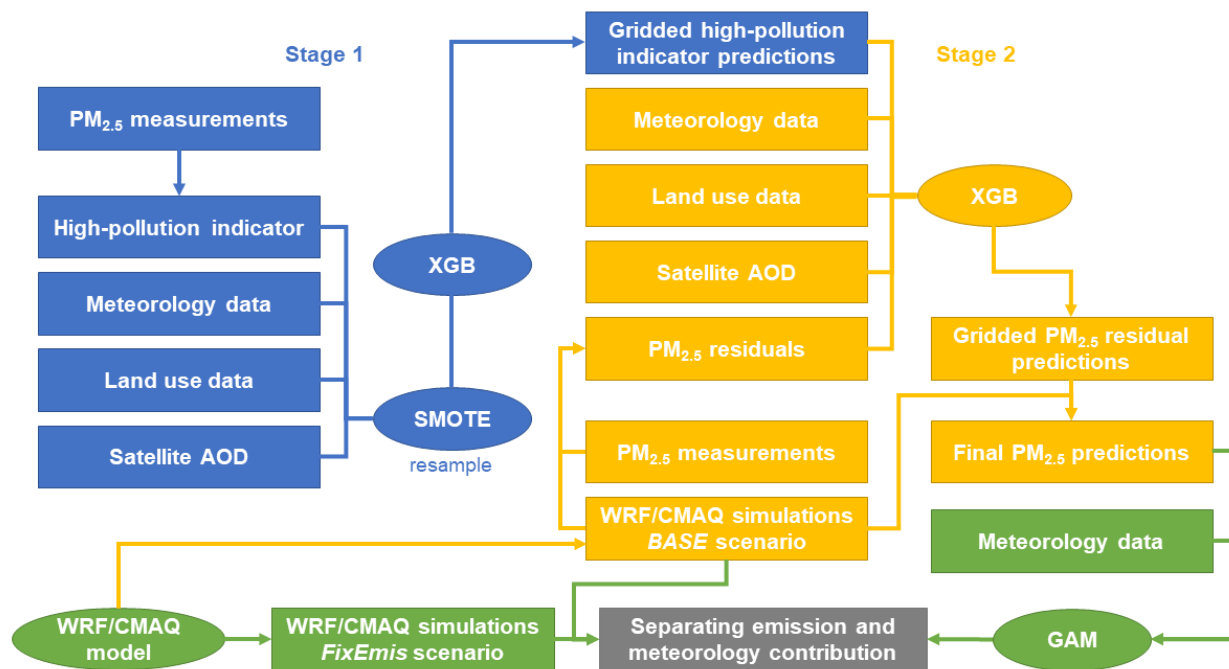 Stage 1
PM2.5 measurements
High-pollution indicator
Meteorology data
Land use data
Satellite AOD
XGB
SMOTE
resample
Gridded high-pollution
indicator predictions
Stage 2
Meteorology data
Land use data
Satellite AOD
PM2.5 residuals
XGB
Gridded PM2.5 residual
predictions
PM2.5 measurements
Final PM2.5 predictions
WRF/CMAQ simulations
BASE scenario
Meteorology data
WRF/CMAQ
model
WRF/CMAQ simulations
FixEmis scenario
Separating emission and
meteorology contribution
GAM